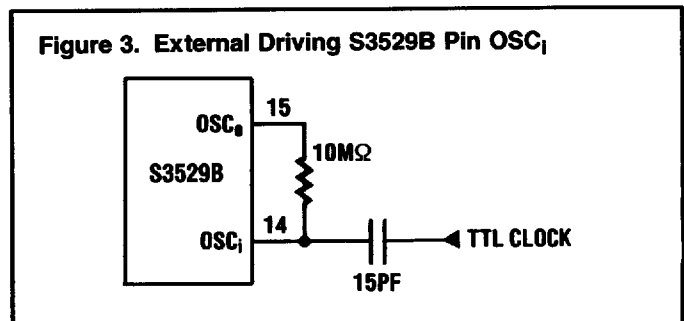 Figure 3. External Driving S3529B Pin OSCi
15
OSCo
10MΩ
S3529B
14
OSCi
TTL CLOCK
15PF